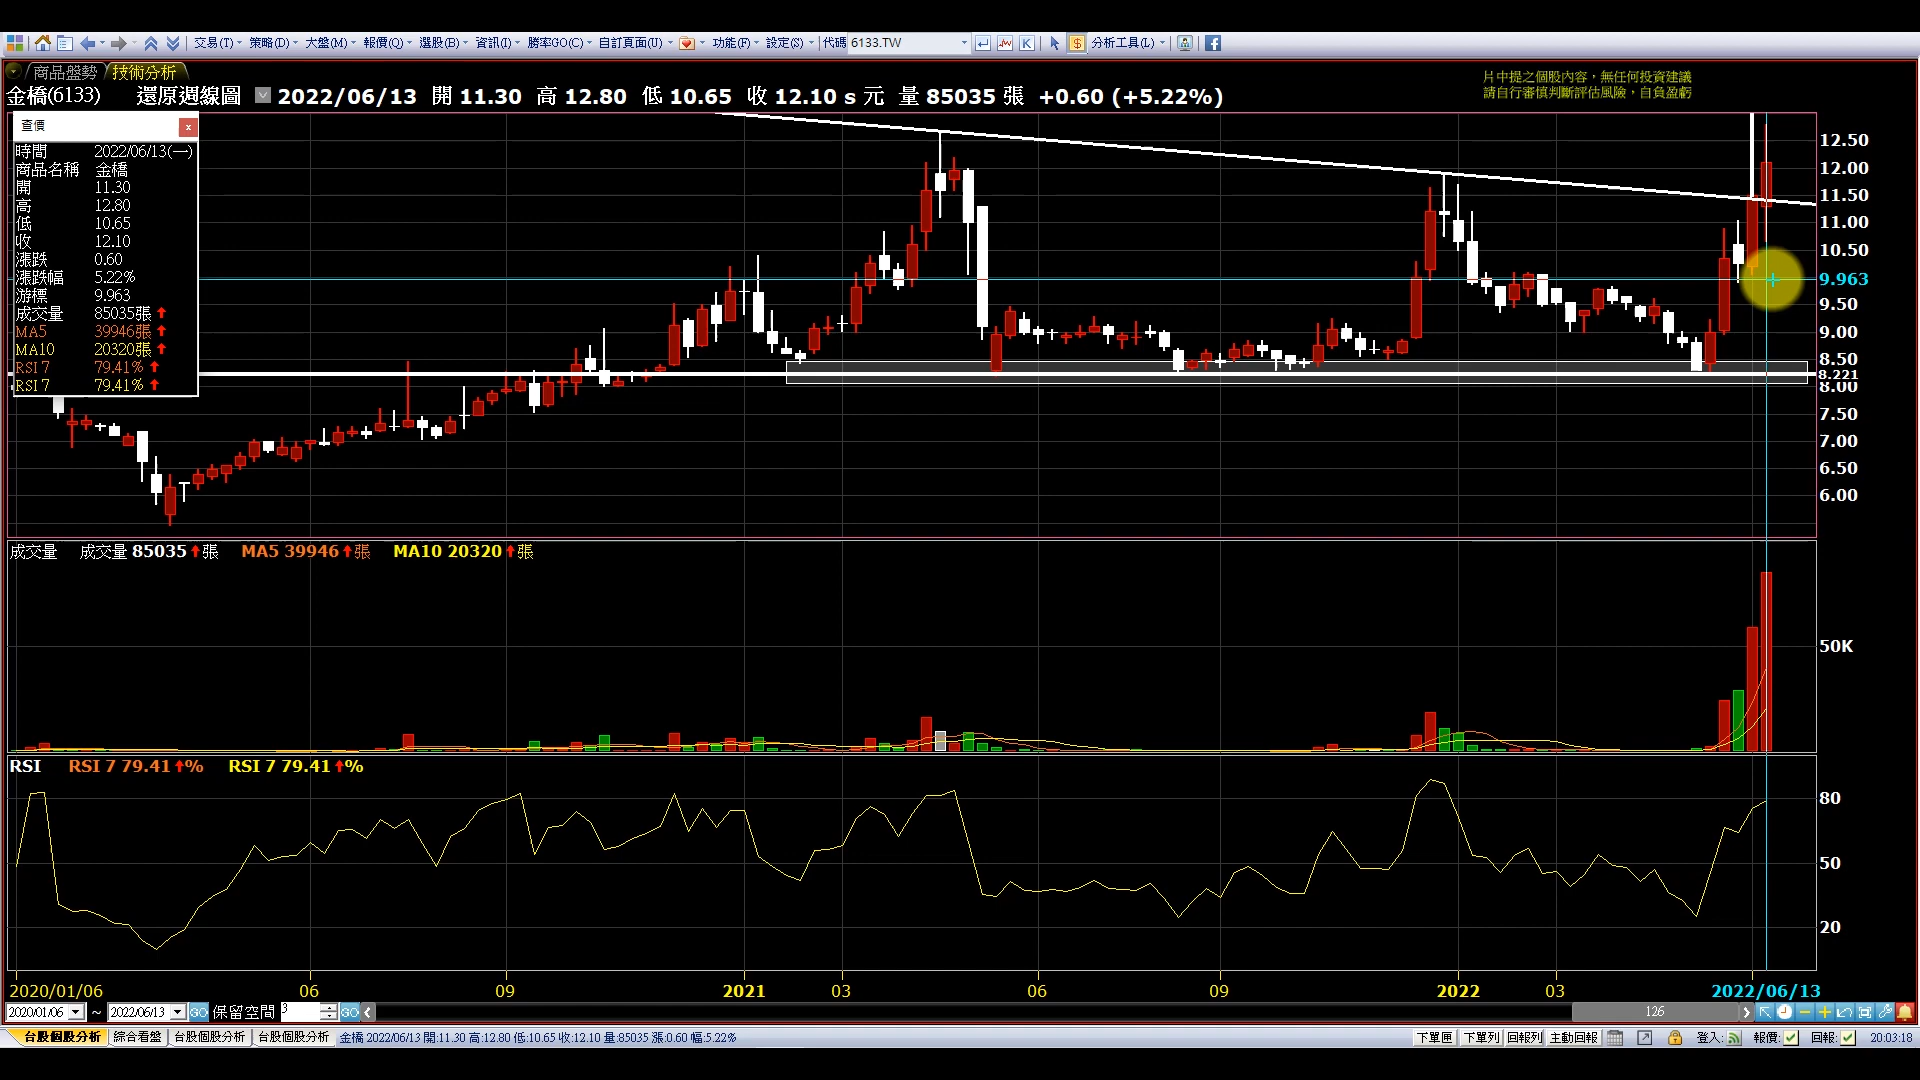 交易(T) 策略(D) 大盤(M) 報價(Q) 選股(B) 資訊(I) 勝率GO(C) 自訂頁面(U) 功能(F) 設定(S) 代碼 6133.TW K $ 分析工具(L)
商品盤勢 技術分析
片中提之個股內容，無任何投資建議
請自行審慎判斷評估風險，自負盈虧
金橋(6133) 還原週線圖 2022/06/13 開 11.30 高 12.80 低 10.65 收 12.10 s 元 量 85035 張 +0.60 (+5.22%)
查價 x
時間 2022/06/13(一)
商品名稱 金橋
開 11.30
高 12.80
低 10.65
收 12.10
漲跌 0.60
漲跌幅 5.22%
游標 9.963
成交量 85035張
MA5 39946張
MA10 20320張
RSI 7 79.41%
RSI 7 79.41%
12.50
12.00
11.50
11.00
10.50
9.963
9.50
9.00
8.50
8.221
8.00
7.50
7.00
6.50
6.00
成交量 成交量 85035 張 MA5 39946 張 MA10 20320 張
50K
RSI RSI 7 79.41 % RSI 7 79.41 %
80
50
20
2020/01/06 06 09 2021 03 06 09 2022 03 2022/06/13
2020/01/06 ~ 2022/06/13 GO 保留空間 3 GO 126
台股個股分析 綜合看盤 台股個股分析 台股個股分析 金橋 2022/06/13 開:11.30 高:12.80 低:10.65 收:12.10 量:85035 漲:0.60 幅:5.22% 下單匣 下單列 回報列 主動回報 登入: 報價: 回報: 20:03:18